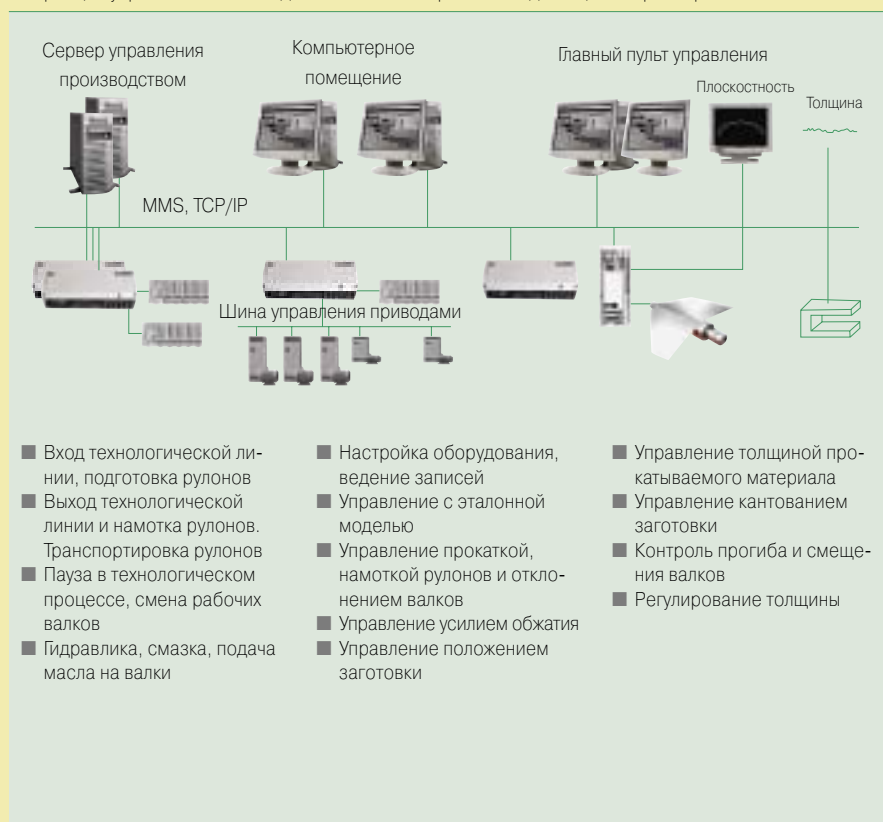 Сервер управления
производством
Компьютерное
помещение
Главный пульт управления
Плоскостность
Толщина
MMS, TCP/IP
Шина управления приводами
■ Вход технологической ли-
нии, подготовка рулонов
■ Выход технологической
линии и намотка рулонов.
Транспортировка рулонов
■ Пауза в технологическом
процессе, смена рабочих
валков
■ Гидравлика, смазка, подача
масла на валки
■ Настройка оборудования,
ведение записей
■ Управление с эталонной
моделью
■ Управление прокаткой,
намоткой рулонов и откло-
нением валков
■ Управление усилием обжатия
■ Управление положением
заготовки
■ Управление толщиной про-
катываемого материала
■ Управление кантованием
заготовки
■ Контроль прогиба и смеще-
ния валков
■ Регулирование толщины